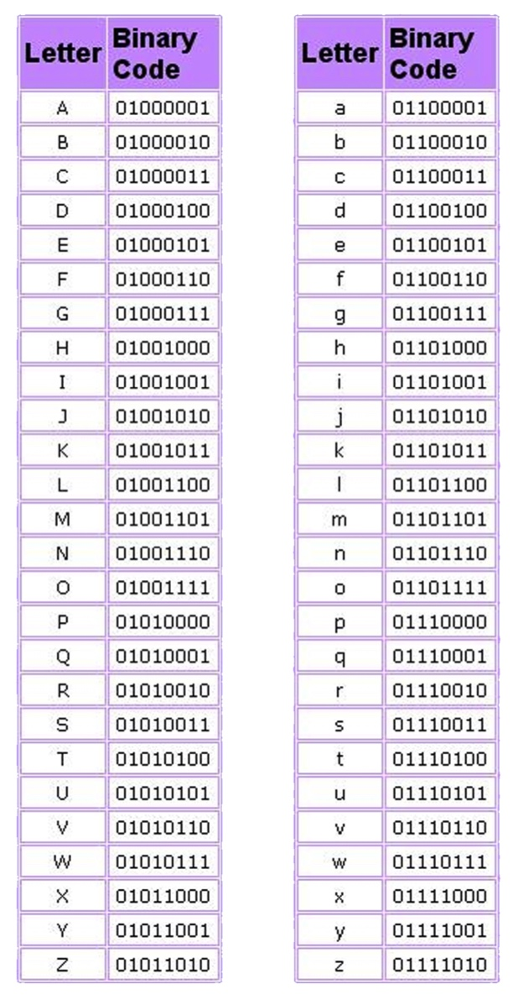 Letter Binary Code
A 01000001
B 01000010
C 01000011
D 01000100
E 01000101
F 01000110
G 01000111
H 01001000
I 01001001
J 01001010
K 01001011
L 01001100
M 01001101
N 01001110
O 01001111
P 01010000
Q 01010001
R 01010010
S 01010011
T 01010100
U 01010101
V 01010110
W 01010111
X 01011000
Y 01011001
Z 01011010
Letter Binary Code
a 01100001
b 01100010
c 01100011
d 01100100
e 01100101
f 01100110
g 01100111
h 01101000
i 01101001
j 01101010
k 01101011
l 01101100
m 01101101
n 01101110
o 01101111
p 01110000
q 01110001
r 01110010
s 01110011
t 01110100
u 01110101
v 01110110
w 01110111
x 01111000
y 01111001
z 01111010